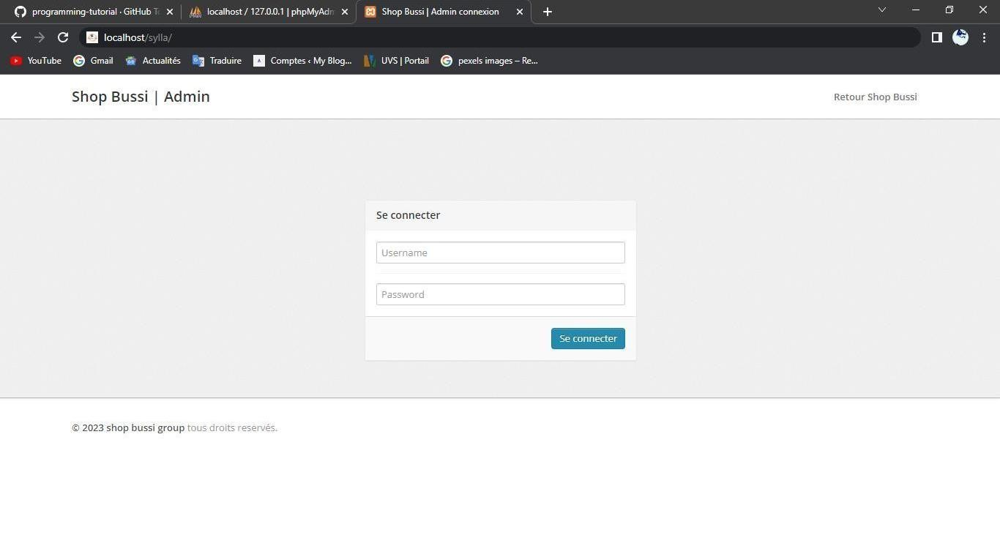 programming-tutorial · GitHub To
localhost / 127.0.0.1 | phpMyAdm
Shop Bussi | Admin connexion
localhost/sylla/
YouTube
Gmail
Actualités
Traduire
Comptes ‹ My Blog...
UVS | Portail
pexels images – Re...
Shop Bussi | Admin
Retour Shop Bussi
Se connecter
Username
Password
Se connecter
© 2023 shop bussi group tous droits reservés.